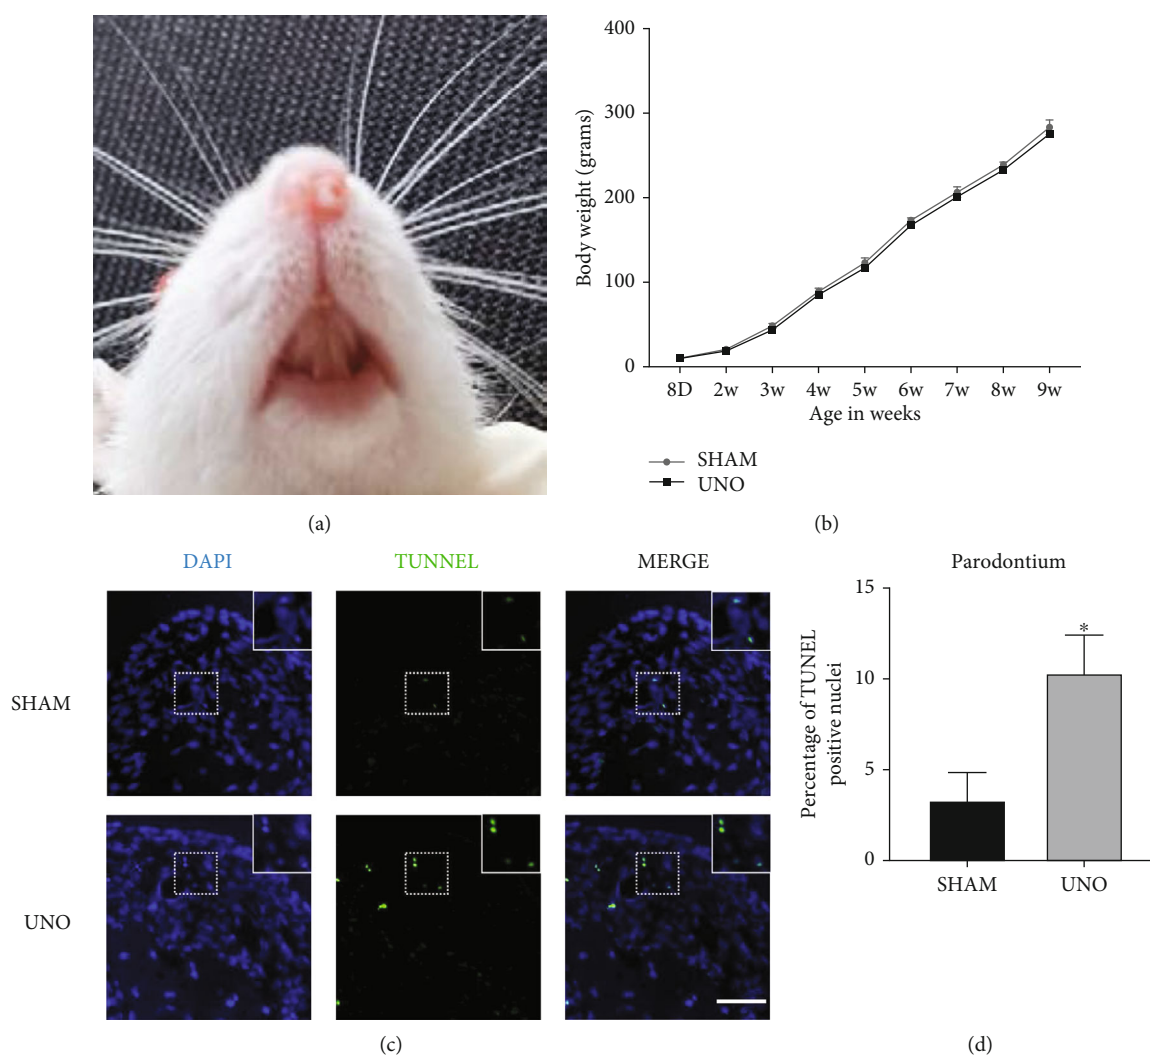 400
300
200
100
0
Body weight (grams)
8D 2w 3w 4w 5w 6w 7w 8w 9w
Age in weeks
SHAM
UNO
(a)
(b)
DAPI
TUNNEL
MERGE
SHAM
UNO
(c)
Parodontium
15
10
5
0
Percentage of TUNEL
positive nuclei
*
SHAM UNO
(d)